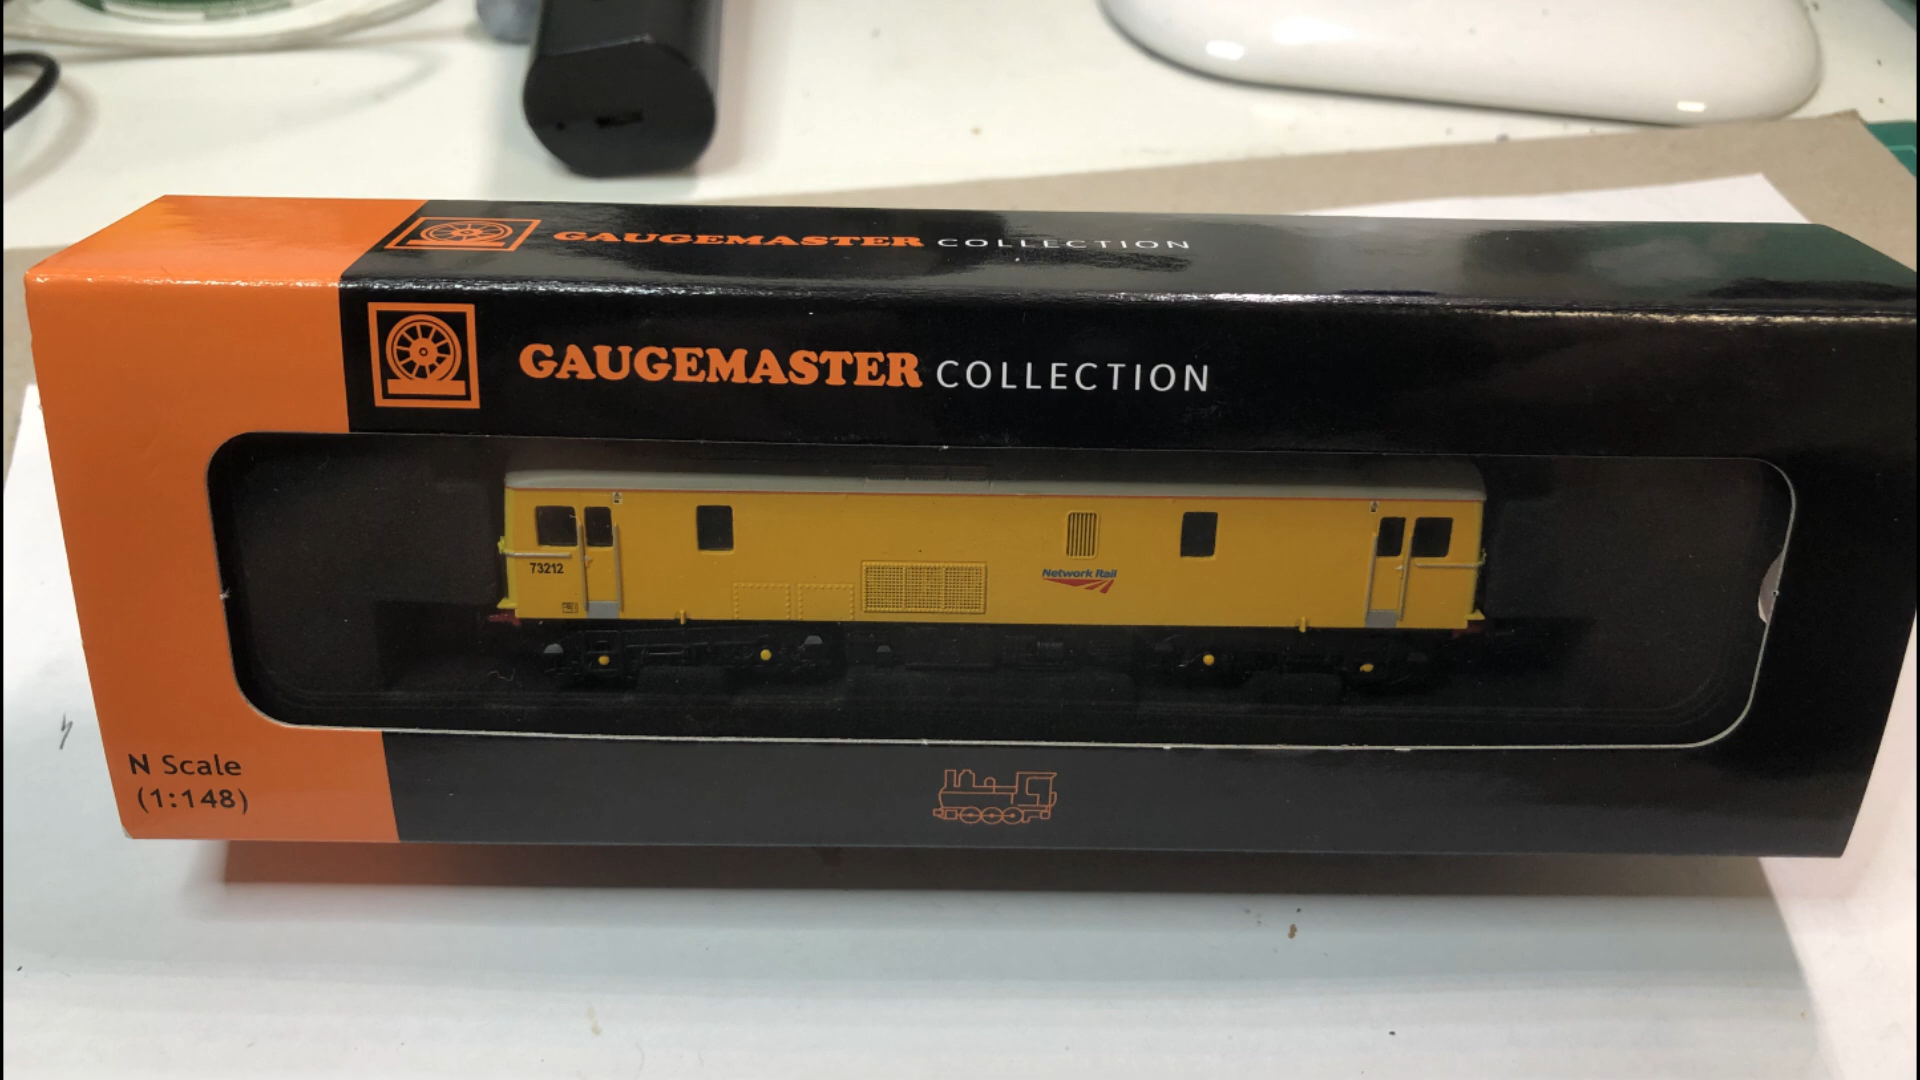 GAUGEMASTER COLLECTION
GAUGEMASTER COLLECTION
73212
Network Rail
N Scale
(1:148)